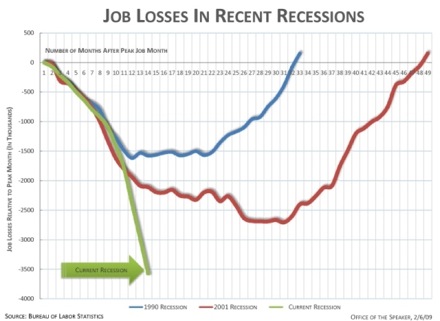 JOB LOSSES IN RECENT RECESSIONS
NUMBER OF MONTHS AFTER PEAK JOB MONTH
500
0
-500
-1000
-1500
-2000
-2500
-3000
-3500
-4000
1 2 3 4 5 6 7 8 9 10 11 12 13 14 15 16 17 18 19 20 21 22 23 24 25 26 27 28 29 30 31 32 33 34 35 36 37 38 39 40 41 42 43 44 45 46 47 48 49
JOB LOSSES RELATIVE TO PEAK MONTH (IN THOUSANDS)
CURRENT RECESSION
1990 RECESSION
2001 RECESSION
CURRENT RECESSION
SOURCE: BUREAU OF LABOR STATISTICS
OFFICE OF THE SPEAKER, 2/6/09